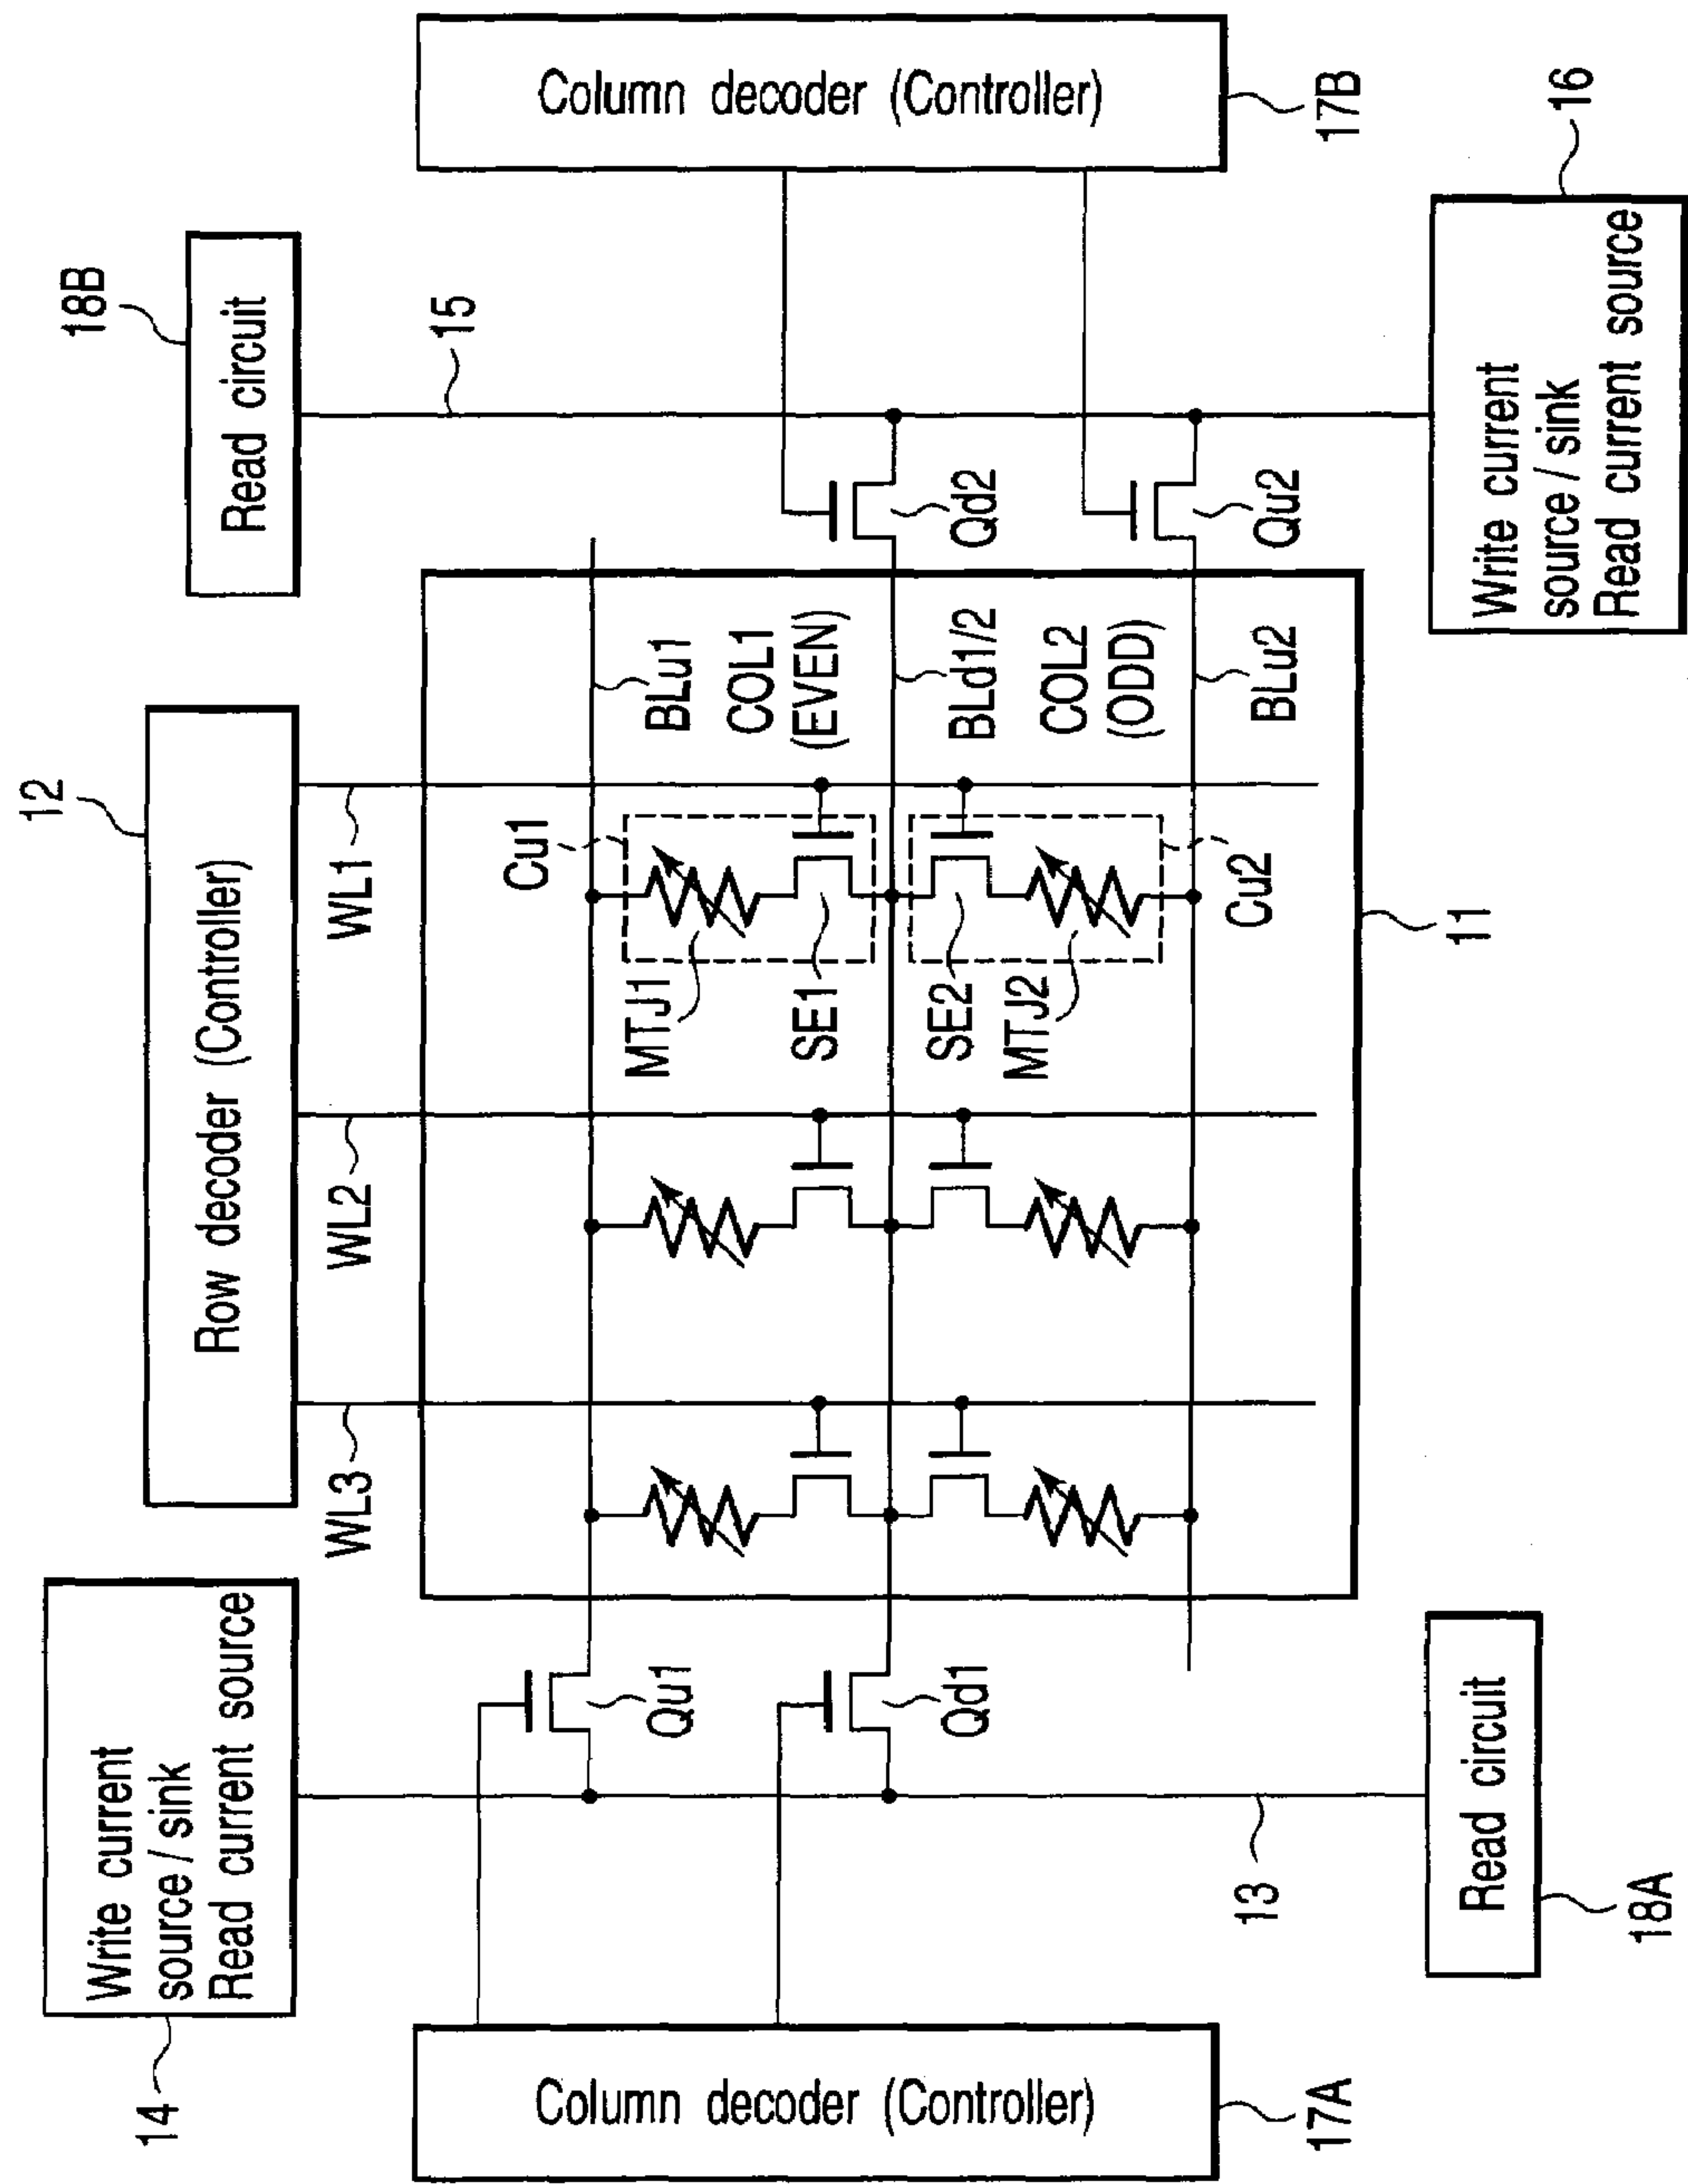 Column decoder (Controller)
17B
18B
Read circuit
15
16
Write current
source / sink
Read current source
Qd2
Qu2
12
Row decoder (Controller)
WL1
WL2
WL3
BLu1
COL1
(EVEN)
BLd1/2
COL2
(ODD)
BLu2
Cu1
Cu2
MTJ1
SE1
SE2
MTJ2
11
14
Write current
source / sink
Read current source
Qu1
Qd1
13
Read circuit
18A
Column decoder (Controller)
17A